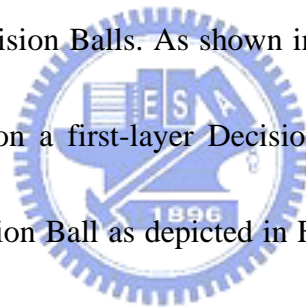 ision Balls. As shown in
E S A
on a first-layer Decisio
1896
ion Ball as depicted in F